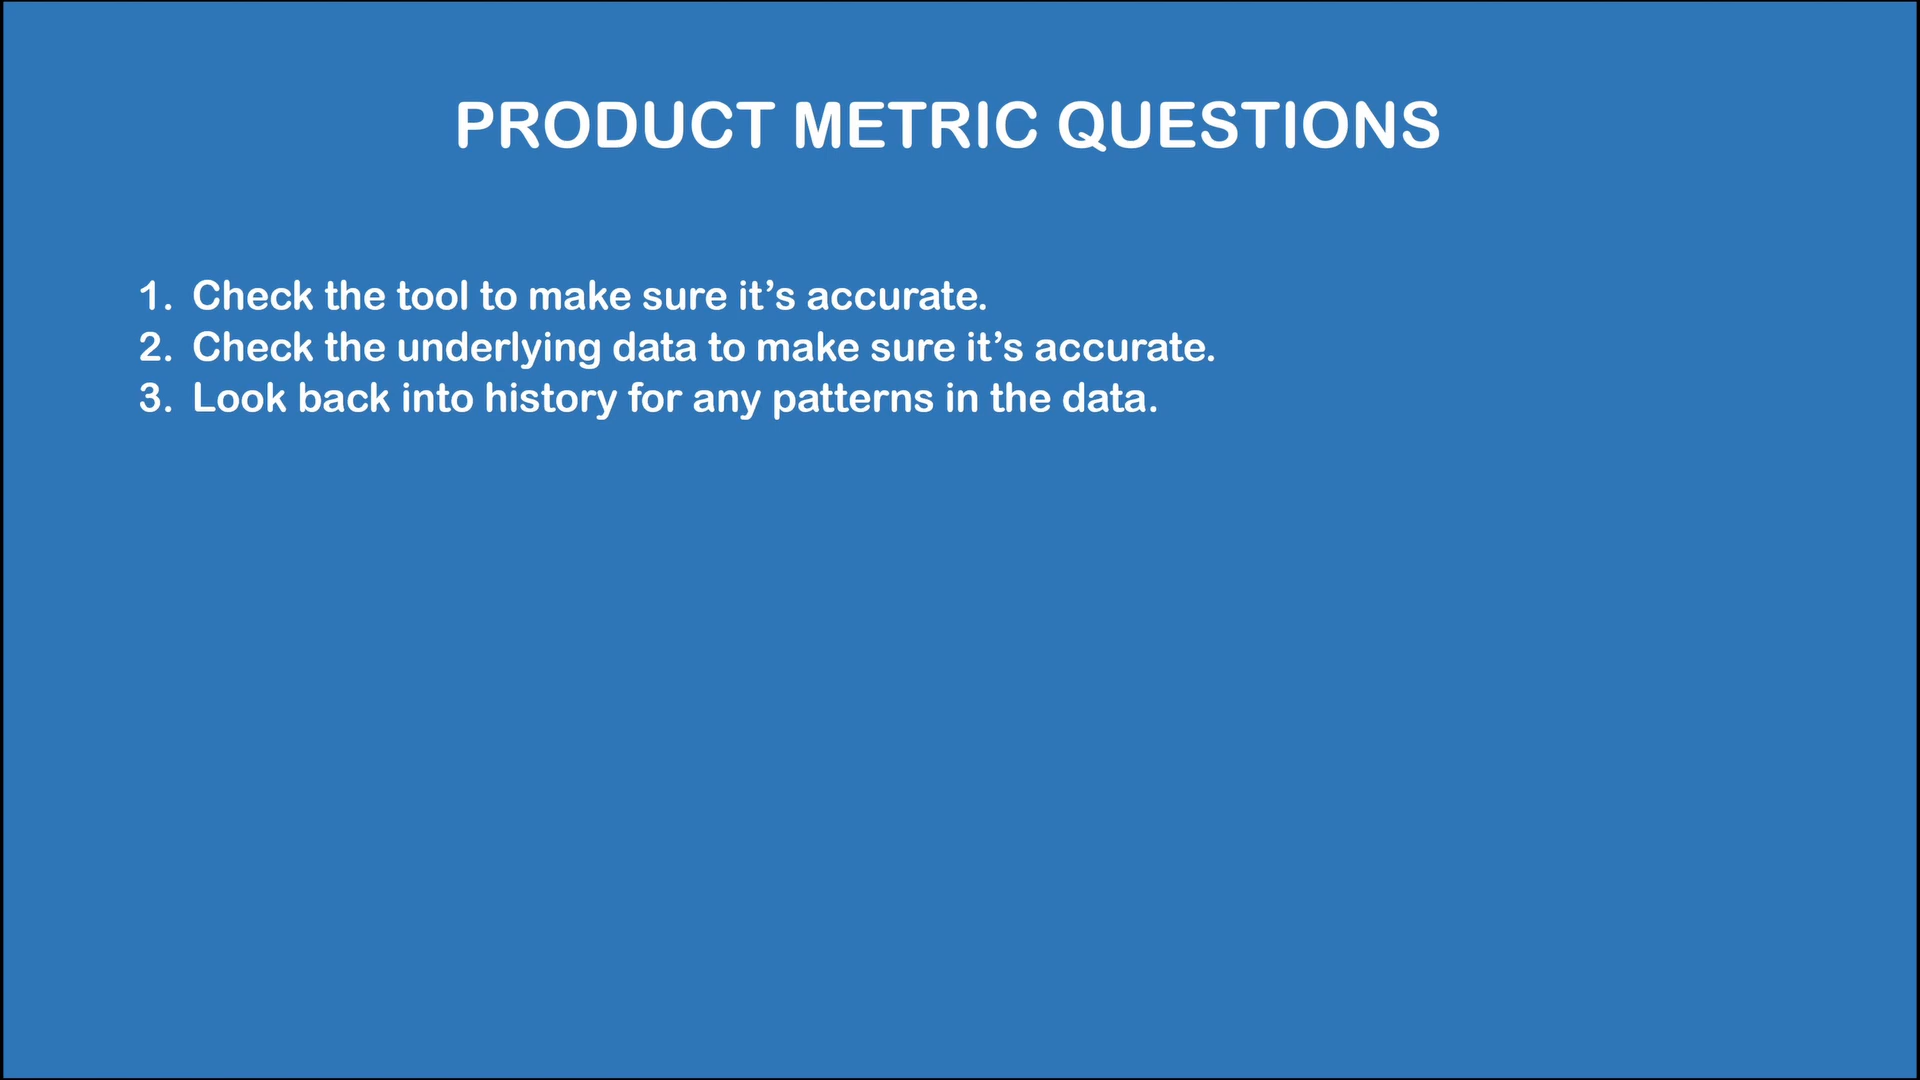 PRODUCT METRIC QUESTIONS
1. Check the tool to make sure it’s accurate.
2. Check the underlying data to make sure it’s accurate.
3. Look back into history for any patterns in the data.